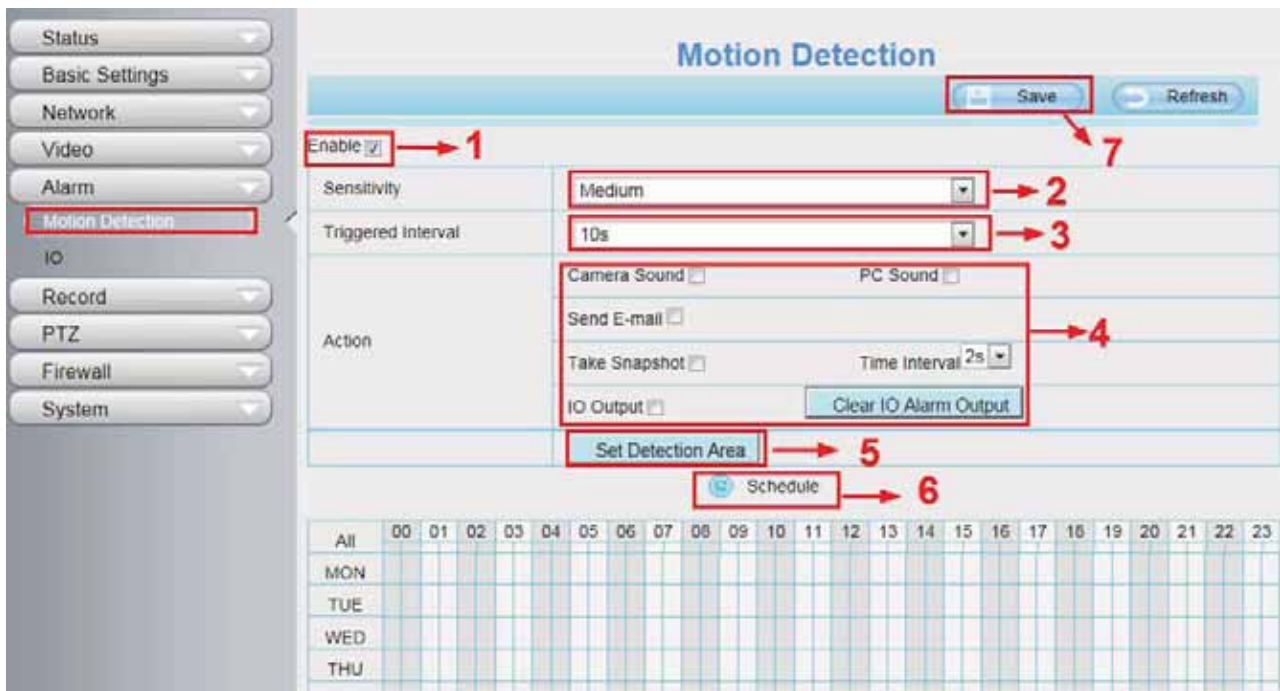 Status
Basic Settings
Network
Video
Alarm
Motion Detection
IO
Record
PTZ
Firewall
System
Motion Detection
Save
Refresh
7
Enable
1
Sensitivity
Medium
2
Triggered Interval
10s
3
Action
Camera Sound
PC Sound
Send E-mail
Take Snapshot
Time Interval 2s
IO Output
Clear IO Alarm Output
4
Set Detection Area
5
Schedule
6
All 00 01 02 03 04 05 06 07 08 09 10 11 12 13 14 15 16 17 18 19 20 21 22 23
MON
TUE
WED
THU